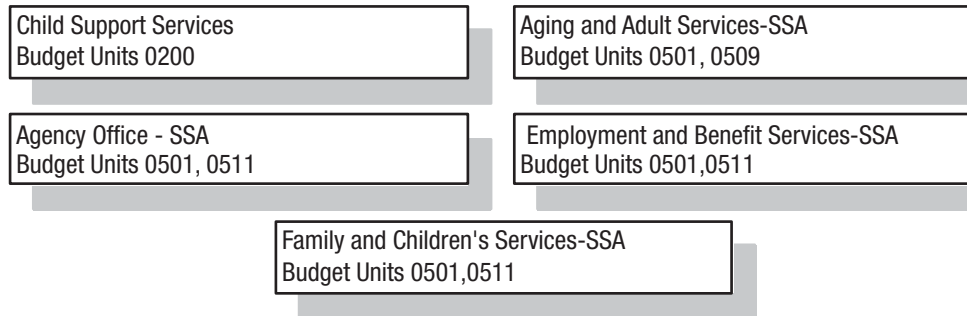 Child Support Services
Budget Units 0200
Aging and Adult Services-SSA
Budget Units 0501, 0509
Agency Office - SSA
Budget Units 0501, 0511
Employment and Benefit Services-SSA
Budget Units 0501,0511
Family and Children's Services-SSA
Budget Units 0501,0511